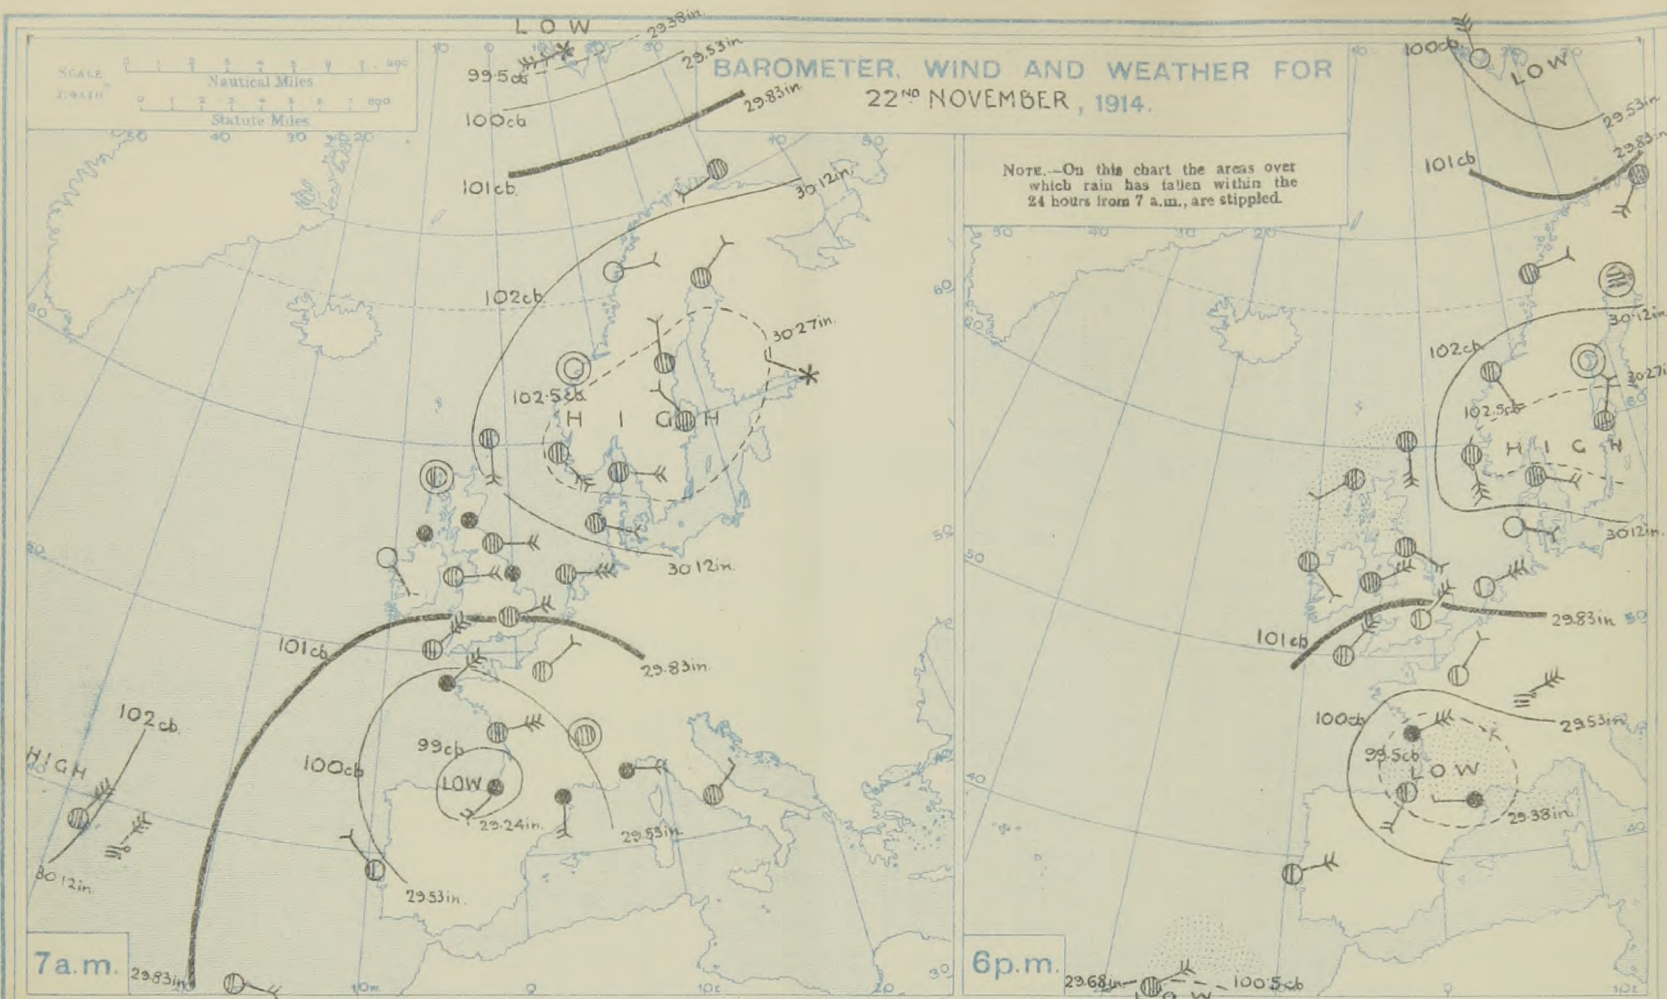 BAROMETER, WIND AND WEATHER FOR
22ND NOVEMBER, 1914.
NOTE.—On this chart the areas over
which rain has fallen within the
24 hours from 7 a.m., are stippled.
SCALE
Nautical Miles
Statute Miles
LOW
29.38in.
99.5cb
29.53in.
100cb
29.83in.
101cb.
30.12in.
102cb.
30.27in.
102.5cb.
HIGH
30.12in.
101cb
29.83in.
102cb.
HIGH
100cb
99cb
LOW
29.24in.
29.53in.
30.12in.
29.53in.
29.83in.
7a.m.
100cb
LOW
29.53in.
101cb
29.83in
30.12in.
102cb.
30.27in
102.5cb
HIGH
30.12in.
101cb
29.83in
100cb
29.53in.
99.5cb
LOW
29.38in.
6p.m.
29.68in
100.5cb